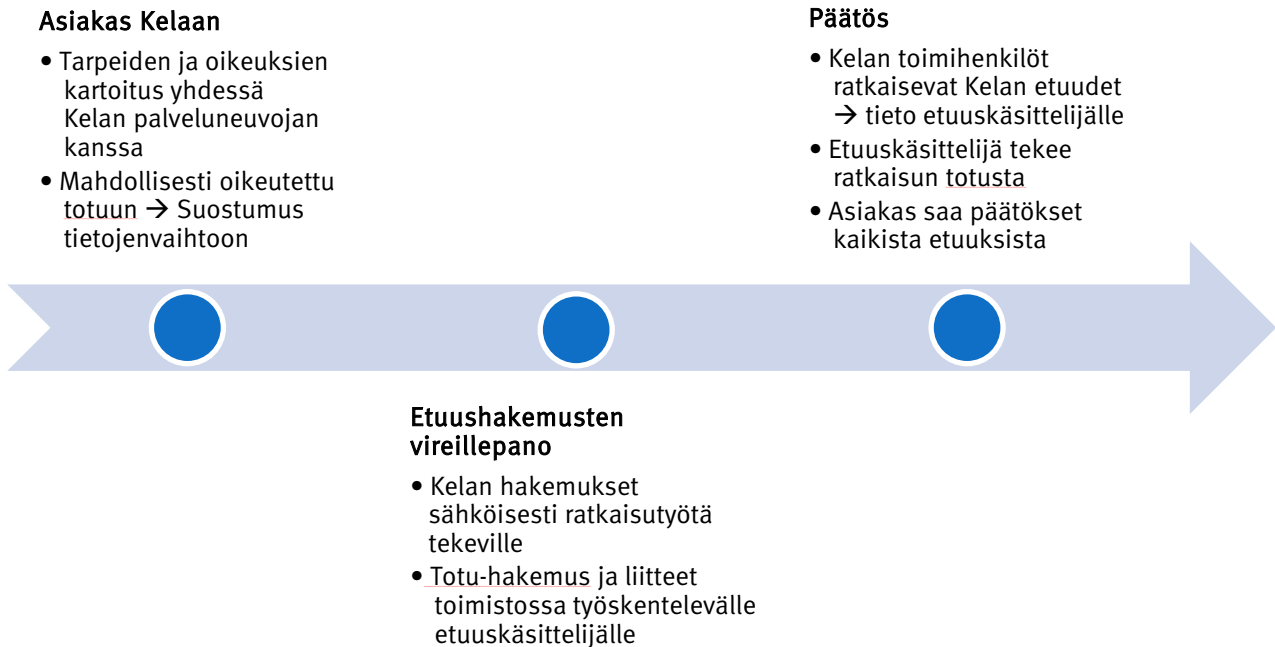 Asiakas Kelaan
• Tarpeiden ja oikeuksien
kartoitus yhdessä
Kelan palveluneuvojan
kanssa
• Mahdollisesti oikeutettu
totuun → Suostumus
tietojenvaihtoon
Etuushakemusten
vireillepano
• Kelan hakemukset
sähköisesti ratkaisutyötä
tekeville
• Totu-hakemus ja liitteet
toimistossa työskentelevälle
etuuskäsittelijälle
Päätös
• Kelan toimihenkilöt
ratkaisevat Kelan etuudet
→ tieto etuuskäsittelijälle
• Etuuskäsittelijä tekee
ratkaisun totusta
• Asiakas saa päätökset
kaikista etuuksista